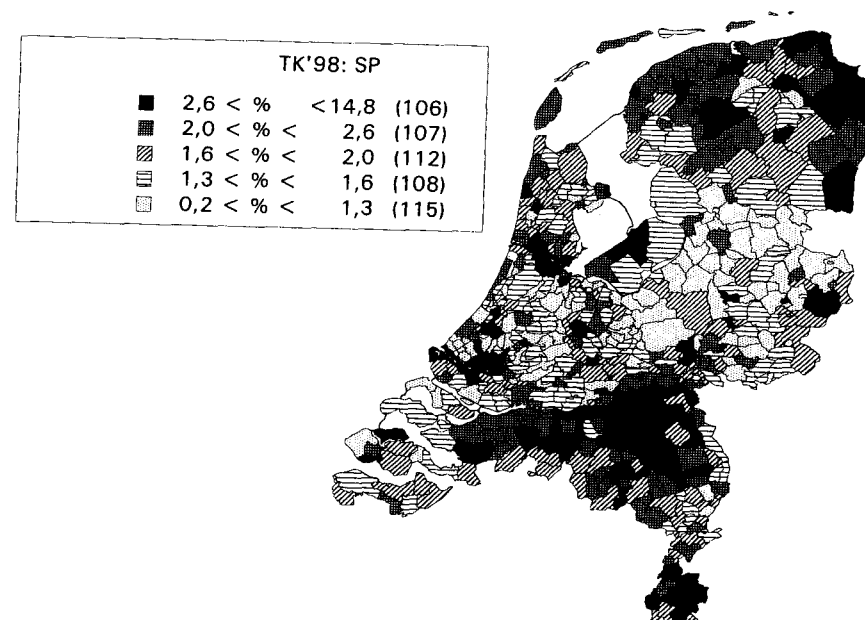 TK'98: SP
2,6 < % <14,8 (106)
2,0 < % < 2,6 (107)
1,6 < % < 2,0 (112)
1,3 < % < 1,6 (108)
0,2 < % < 1,3 (115)